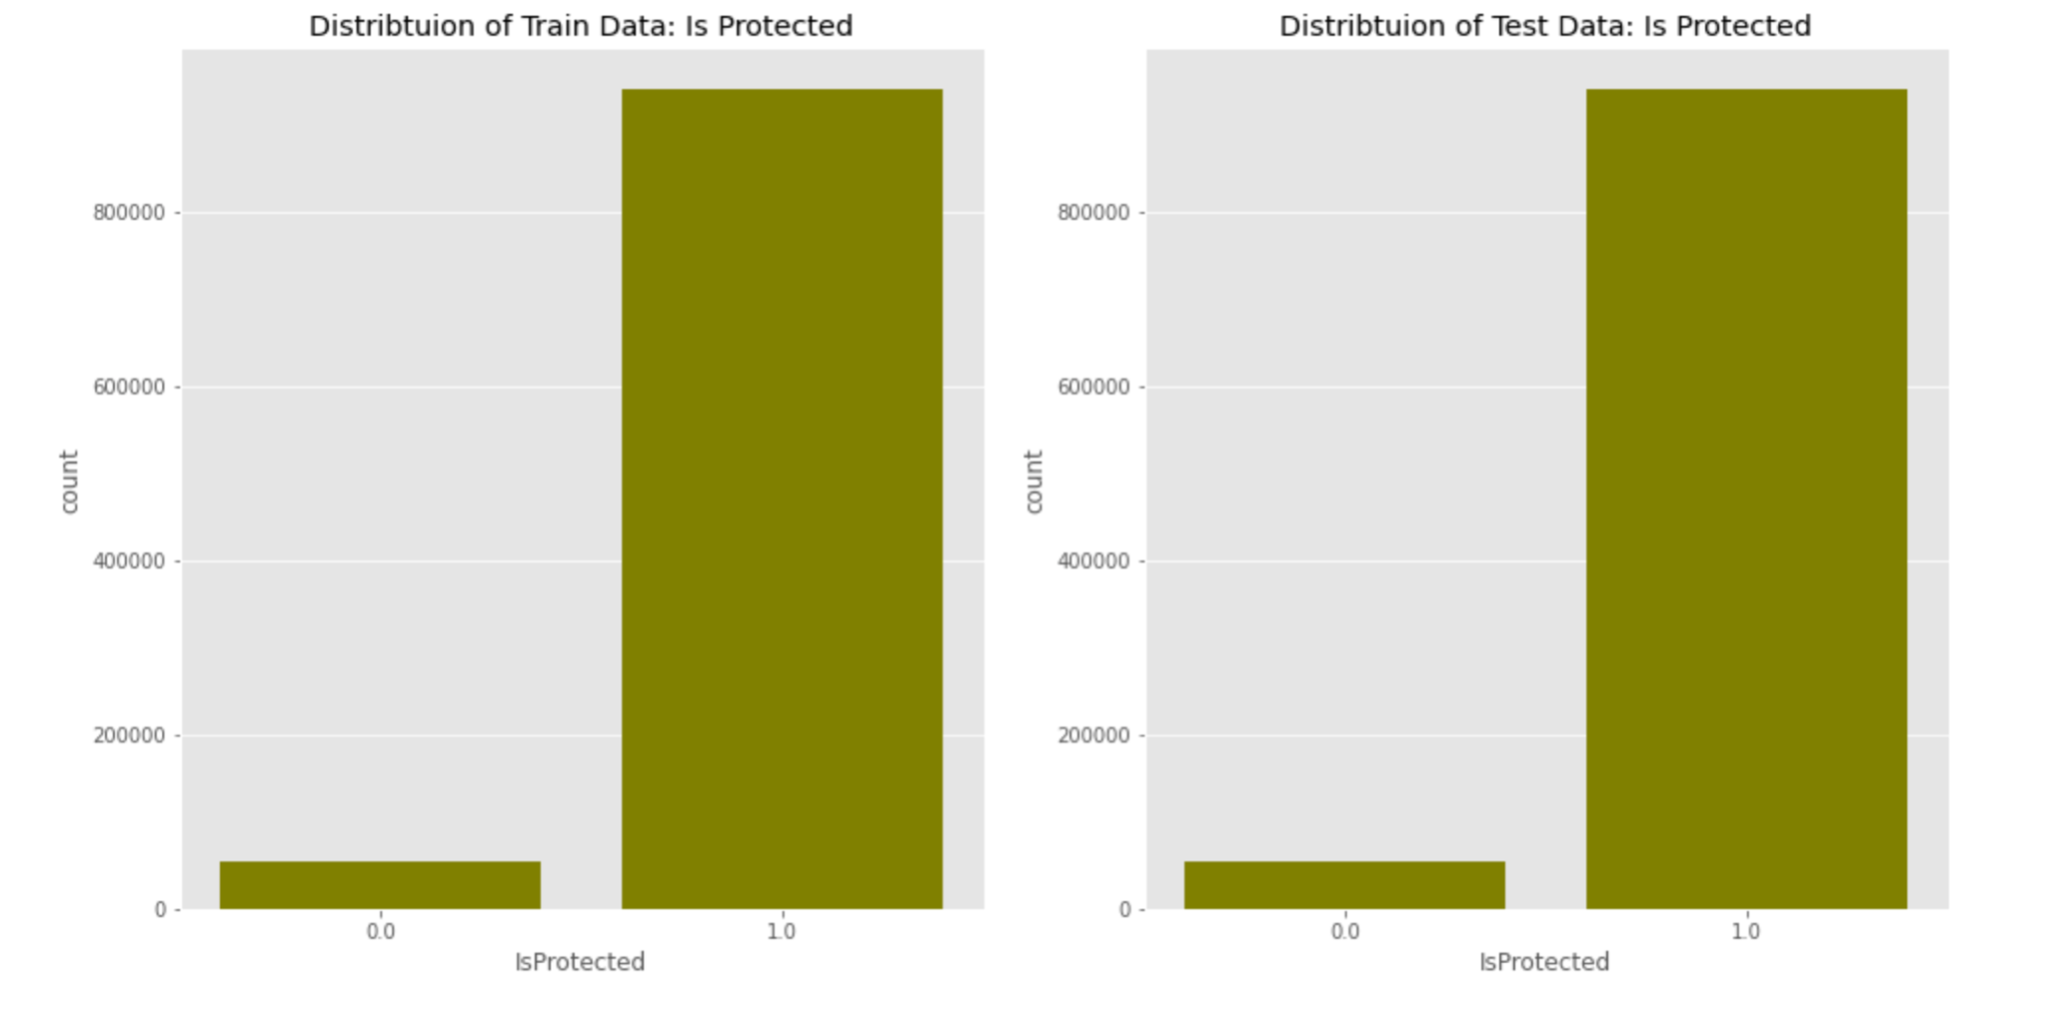 Distribtuion of Train Data: Is Protected
800000
600000
400000
200000
0
count
0.0
1.0
IsProtected
Distribtuion of Test Data: Is Protected
800000
600000
400000
200000
0
count
0.0
1.0
IsProtected